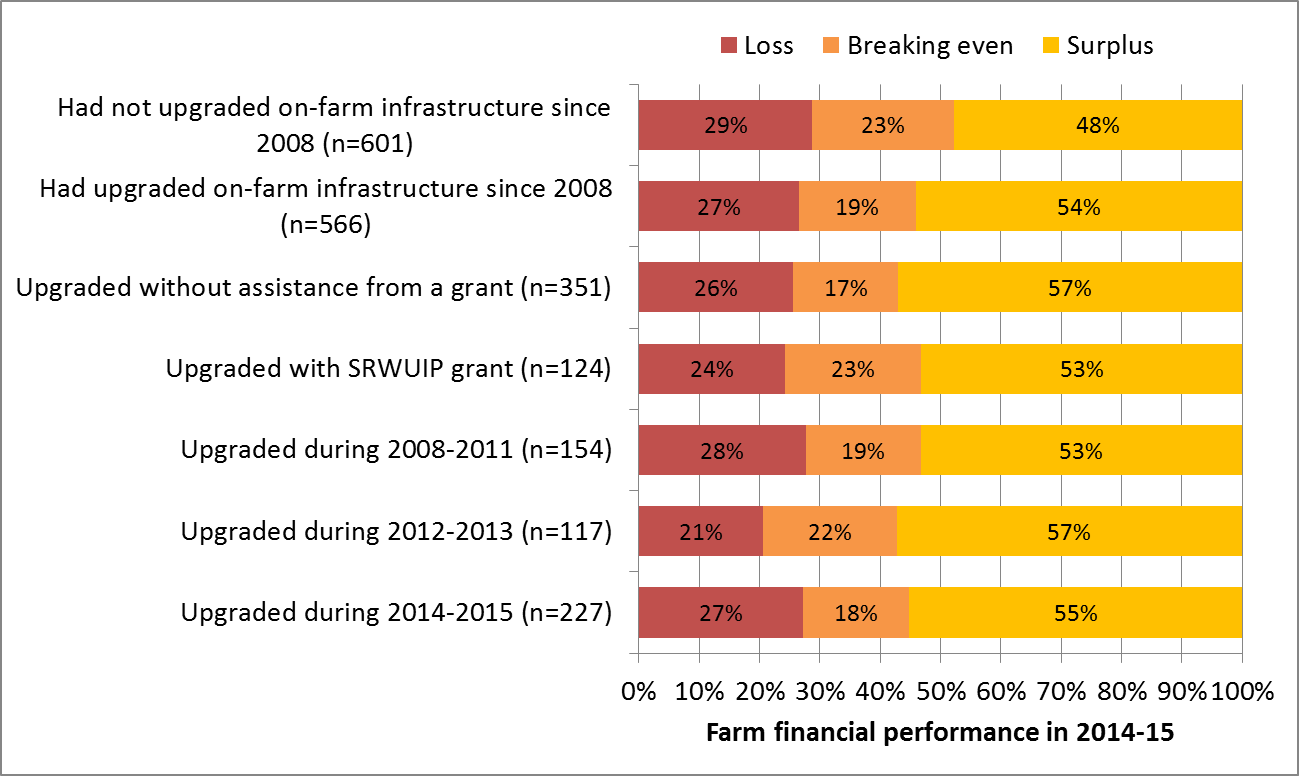 Loss Breaking even Surplus
Had not upgraded on-farm infrastructure since
2008 (n=601)
29% 23% 48%
Had upgraded on-farm infrastructure since 2008
(n=566)
27% 19% 54%
Upgraded without assistance from a grant (n=351)
26% 17% 57%
Upgraded with SRWUIP grant (n=124)
24% 23% 53%
Upgraded during 2008-2011 (n=154)
28% 19% 53%
Upgraded during 2012-2013 (n=117)
21% 22% 57%
Upgraded during 2014-2015 (n=227)
27% 18% 55%
0% 10% 20% 30% 40% 50% 60% 70% 80% 90% 100%
Farm financial performance in 2014-15